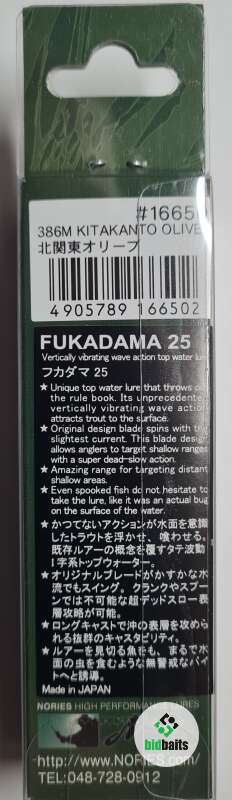 #1665
386M KITAKANTO OLIVE
北関東オリーブ
4 905789 166502
FUKADAMA 25
Vertically vibrating wave action top water lure
フカダマ 25
★ Unique top water lure that throws out
the rule book. Its unprecedented
vertically vibrating wave action
attracts trout to the surface.
★ Original design blade spins with the
slightest current. This blade design
allows anglers to target shallow ranges
with a super dead-slow action.
★ Amazing range for targeting distant
shallow areas.
★ Even spooked fish do not hesitate to
take the lure, like it was an actual bug
on the surface of the water.
★かつてないアクションが水面を意識
したトラウトを浮かせ、喰わせる。
既存ルアーの概念を覆すタテ波動
I字系トップウォーター。
★オリジナルブレードがかすかな水
流でもスイング。クランクやスプー
ンでは不可能な超デッドスロー表
層攻略が可能。
★ロングキャストで沖の表層を攻めら
れる抜群のキャスタビリティ。
★ルアーを見切る魚をも、まるで水
面の虫を食むような無警戒なバイ
トへと誘導。
Made in JAPAN
NORIES HIGH PERFORMANCE LURES
bidbaits
http://www.NORIES.COM
TEL:048-728-0912